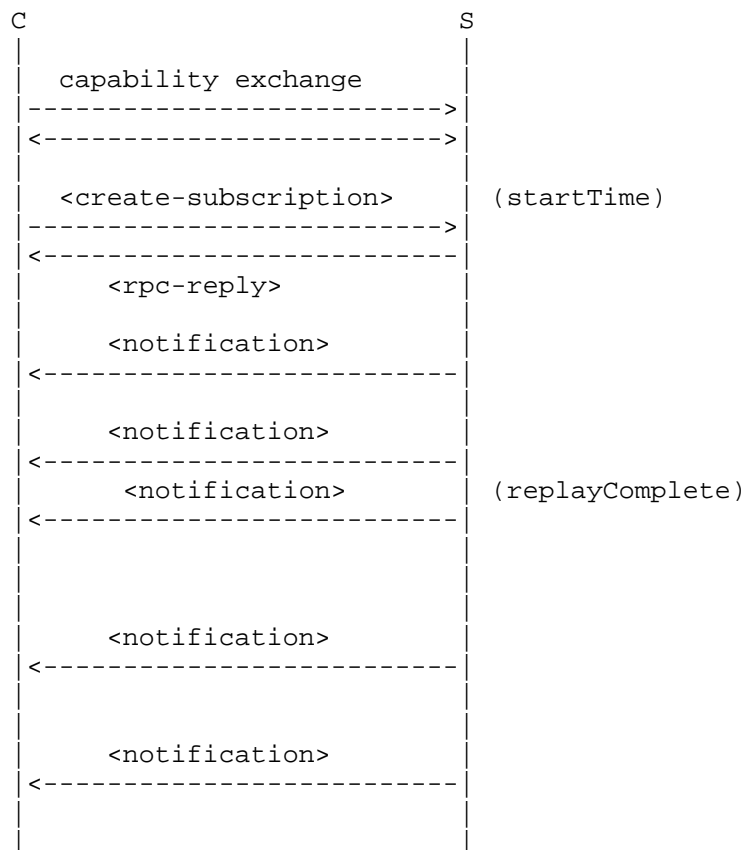 C S
capability exchange
<create-subscription> (startTime)
<rpc-reply>
<notification>
<notification>
<notification> (replayComplete)
<notification>
<notification>